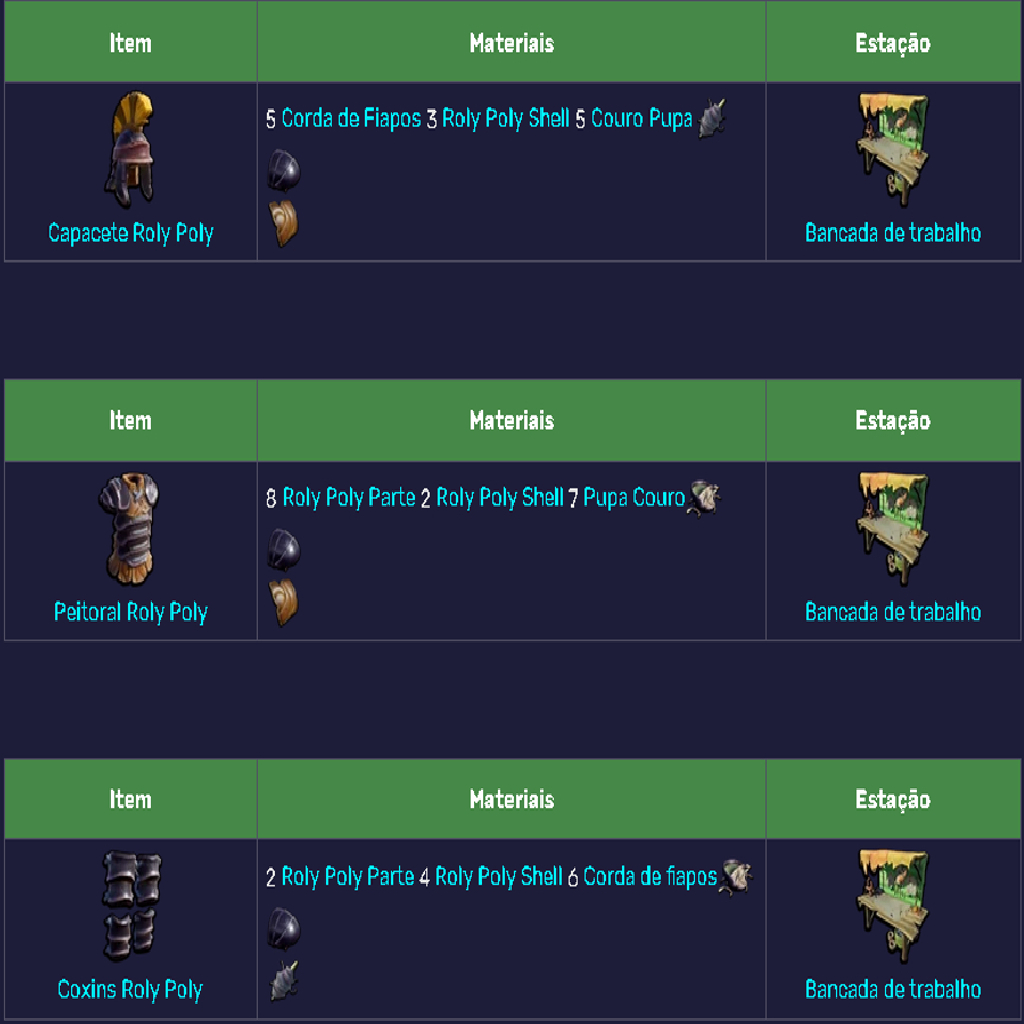 Item Materiais Estação
5 Corda de Fiapos 3 Roly Poly Shell 5 Couro Pupa
Capacete Roly Poly Bancada de trabalho
Item Materiais Estação
8 Roly Poly Parte 2 Roly Poly Shell 7 Pupa Couro
Peitoral Roly Poly Bancada de trabalho
Item Materiais Estação
2 Roly Poly Parte 4 Roly Poly Shell 6 Corda de fiapos
Coxins Roly Poly Bancada de trabalho